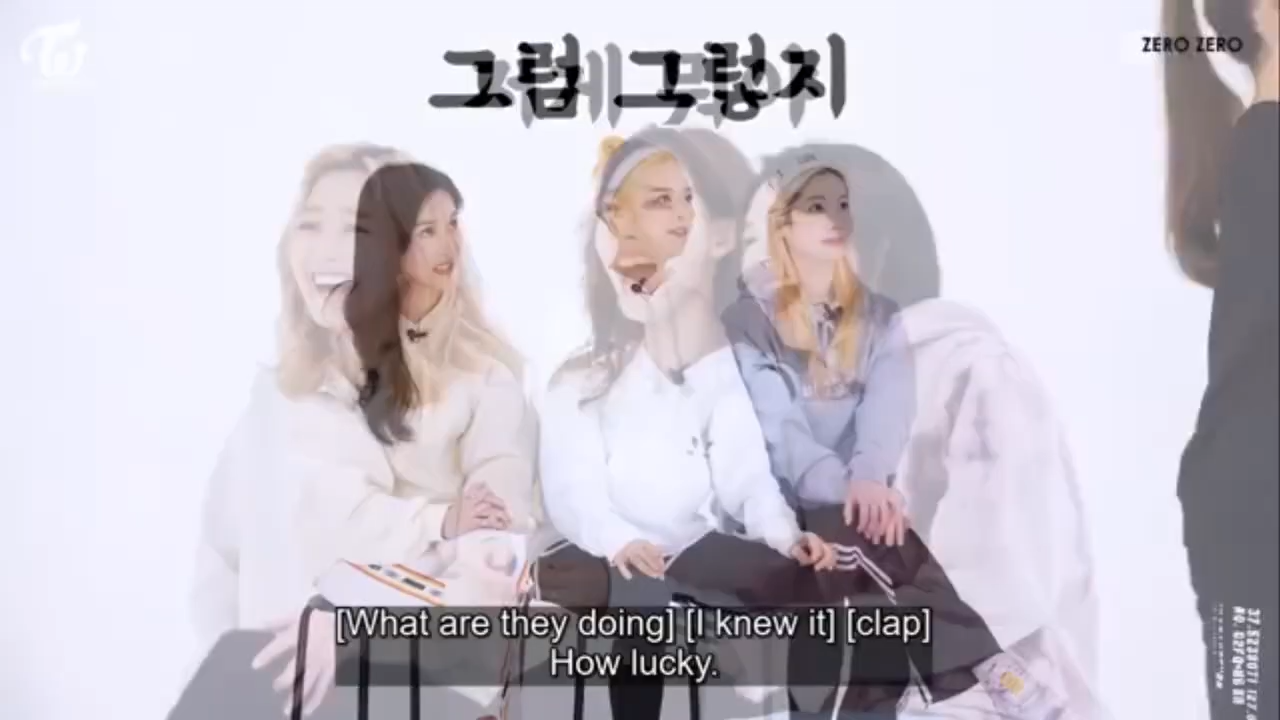 ZERO ZERO
그럼 그렇지
[What are they doing] [I knew it] [clap]
How lucky.